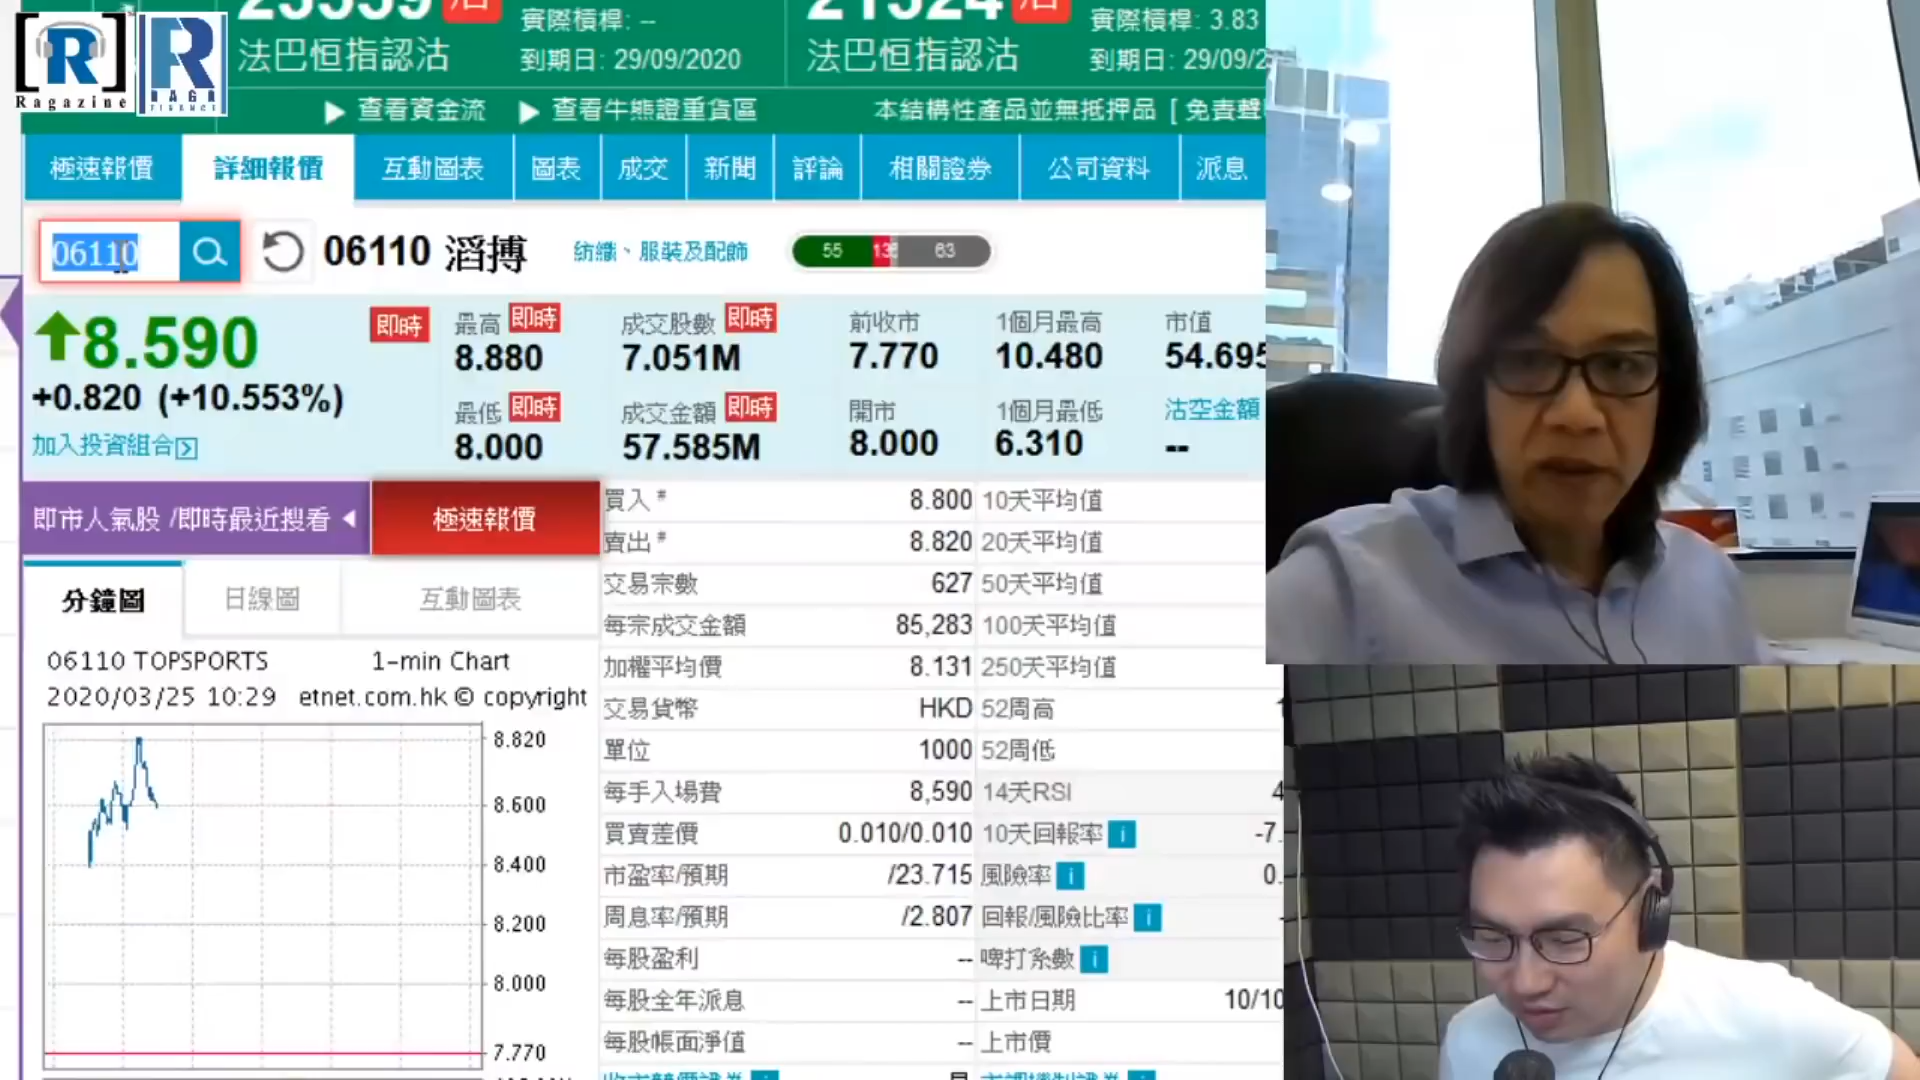 [R] R
Ragazine RAGA
FINANCE
法巴恒指認沽
實際槓桿: --
到期日: 29/09/2020
法巴恒指認沽
實際槓桿: 3.83
到期日: 29/09/2
▶ 查看資金流 ▶ 查看牛熊證重貨區 本結構性產品並無抵押品 [ 免責聲
極速報價 詳細報價 互動圖表 圖表 成交 新聞 評論 相關證券 公司資料 派息
06110 06110 滔搏 紡織、服裝及配飾 55 63
8.590 即時
+0.820 (+10.553%)
加入投資組合
最高 即時 成交股數 即時 前收市 1個月最高 市值
8.880 7.051M 7.770 10.480 54.695
最低 即時 成交金額 即時 開市 1個月最低 沽空金額
8.000 57.585M 8.000 6.310 --
即市人氣股 /即時最近搜看 極速報價
分鐘圖 日線圖 互動圖表
06110 TOPSPORTS 1-min Chart
2020/03/25 10:29 etnet.com.hk © copyright
8.820
8.600
8.400
8.200
8.000
7.770
買入 # 8.800 10天平均值
賣出 # 8.820 20天平均值
交易宗數 627 50天平均值
每宗成交金額 85,283 100天平均值
加權平均價 8.131 250天平均值
交易貨幣 HKD 52周高
單位 1000 52周低
每手入場費 8,590 14天RSI 4
買賣差價 0.010/0.010 10天回報率 i -7.
市盈率/預期 /23.715 風險率 i 0.
周息率/預期 /2.807 回報/風險比率 i -
每股盈利 -- 啤打系數 i
每股全年派息 -- 上市日期 10/10
每股帳面淨值 -- 上市價